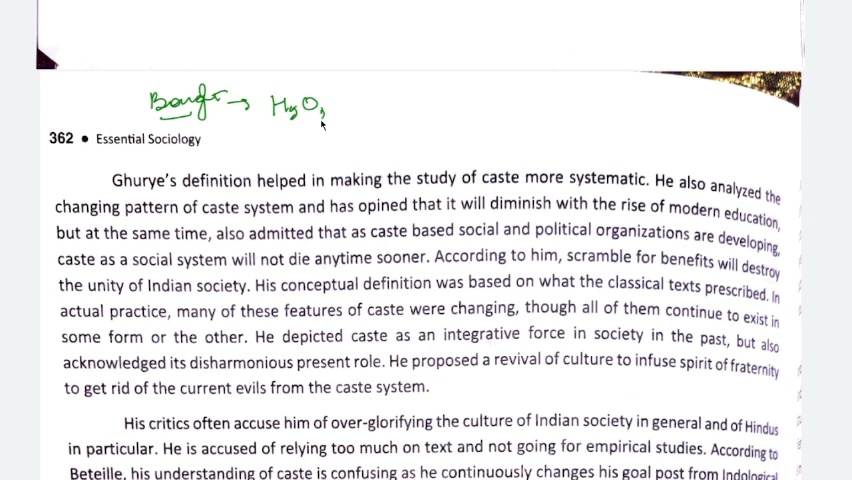 362 • Essential Sociology
Ghurye's definition helped in making the study of caste more systematic. He also analyzed the
changing pattern of caste system and has opined that it will diminish with the rise of modern education,
but at the same time, also admitted that as caste based social and political organizations are developing,
caste as a social system will not die anytime sooner. According to him, scramble for benefits will destroy
the unity of Indian society. His conceptual definition was based on what the classical texts prescribed. In
actual practice, many of these features of caste were changing, though all of them continue to exist in
some form or the other. He depicted caste as an integrative force in society in the past, but also
acknowledged its disharmonious present role. He proposed a revival of culture to infuse spirit of fraternity
to get rid of the current evils from the caste system.
His critics often accuse him of over-glorifying the culture of Indian society in general and of Hindus
in particular. He is accused of relying too much on text and not going for empirical studies. According to
Beteille, his understanding of caste is confusing as he continuously changes his goal post from Indological